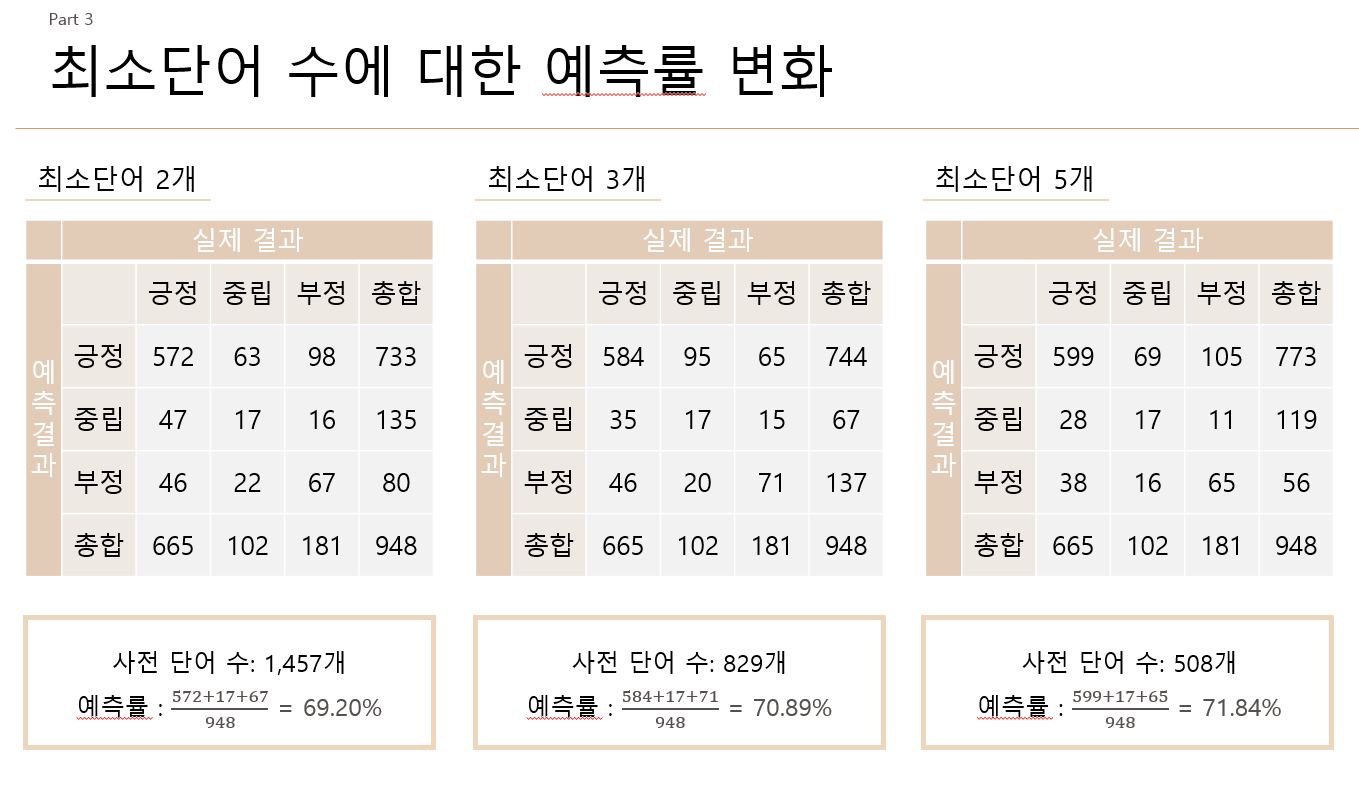 Part 3
최소단어 수에 대한 예측률 변화
최소단어 2개
실제 결과
예측결과
긍정 중립 부정 총합
긍정 572 63 98 733
중립 47 17 16 135
부정 46 22 67 80
총합 665 102 181 948
사전 단어 수: 1,457개
예측률 : 572+17+67/948 = 69.20%
최소단어 3개
실제 결과
예측결과
긍정 중립 부정 총합
긍정 584 95 65 744
중립 35 17 15 67
부정 46 20 71 137
총합 665 102 181 948
사전 단어 수: 829개
예측률 : 584+17+71/948 = 70.89%
최소단어 5개
실제 결과
예측결과
긍정 중립 부정 총합
긍정 599 69 105 773
중립 28 17 11 119
부정 38 16 65 56
총합 665 102 181 948
사전 단어 수: 508개
예측률 : 599+17+65/948 = 71.84%